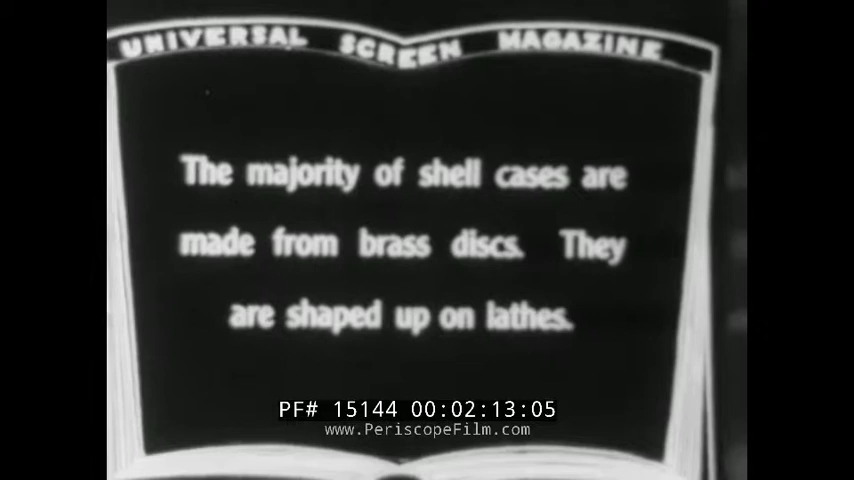 UNIVERSAL SCREEN MAGAZINE
The majority of shell cases are
made from brass discs. They
are shaped up on lathes.
PF# 15144 00:02:13:05
www.PeriscopeFilm.com